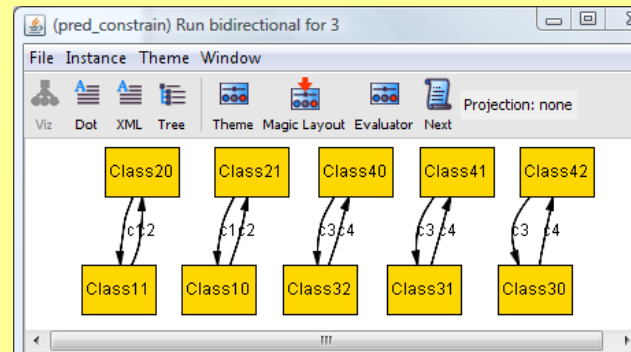 (pred_constrain) Run bidirectional for 3
File Instance Theme Window
Viz Dot XML Tree Theme Magic Layout Evaluator Next Projection: none
Class20 Class21 Class40 Class41 Class42
c1 c2 c1 c2 c3 c4 c3 c4 c3 c4
Class11 Class10 Class32 Class31 Class30